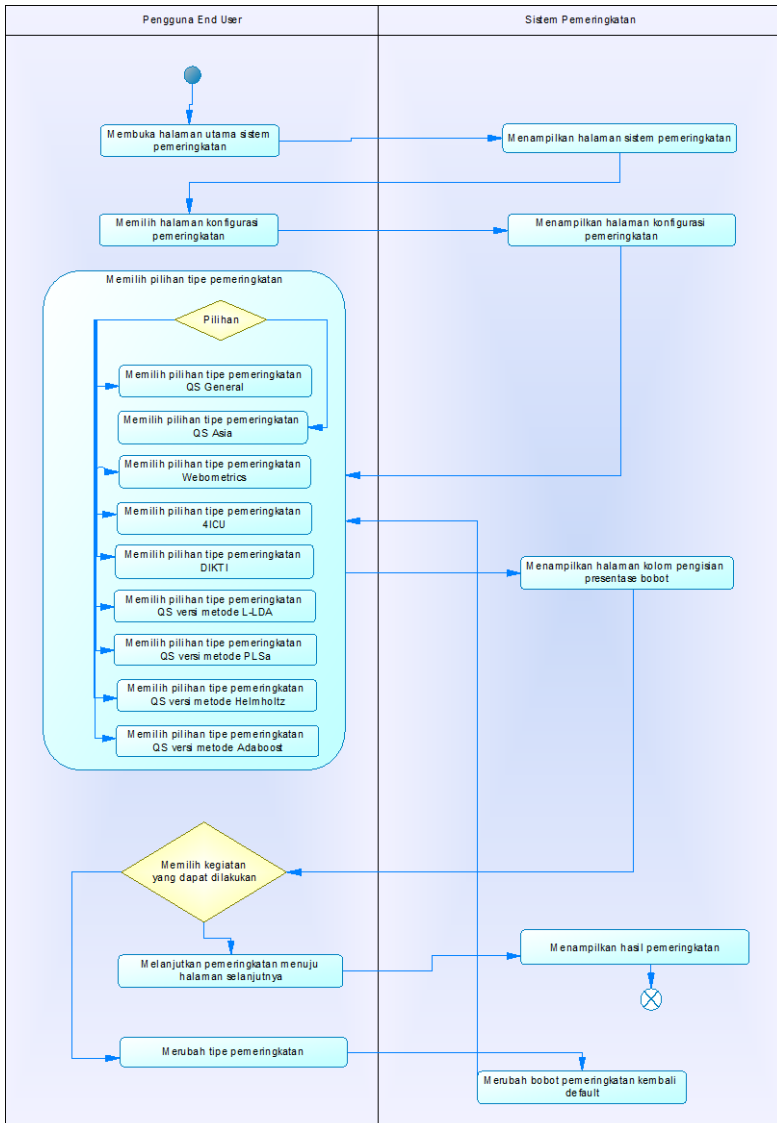 Pengguna End User
Sistem Pemeringkatan
Membuka halaman utama sistem
pemeringkatan
Menampilkan halaman sistem pemeringkatan
Memilih halaman konfigurasi
pemeringkatan
Menampilkan halaman konfigurasi
pemeringkatan
Memilih pilihan tipe pemeringkatan
Pilihan
Memilih pilihan tipe pemeringkatan
QS General
Memilih pilihan tipe pemeringkatan
QS Asia
Memilih pilihan tipe pemeringkatan
Webometrics
Memilih pilihan tipe pemeringkatan
4ICU
Memilih pilihan tipe pemeringkatan
DIKTI
Menampilkan halaman kolom pengisian
presentase bobot
Memilih pilihan tipe pemeringkatan
QS versi metode L-LDA
Memilih pilihan tipe pemeringkatan
QS versi metode PLSa
Memilih pilihan tipe pemeringkatan
QS versi metode Helmholtz
Memilih pilihan tipe pemeringkatan
QS versi metode Adaboost
Memilih kegiatan
yang dapat dilakukan
Melanjutkan pemeringkatan menuju
halaman selanjutnya
Menampilkan hasil pemeringkatan
Merubah tipe pemeringkatan
Merubah bobot pemeringkatan kembali
default